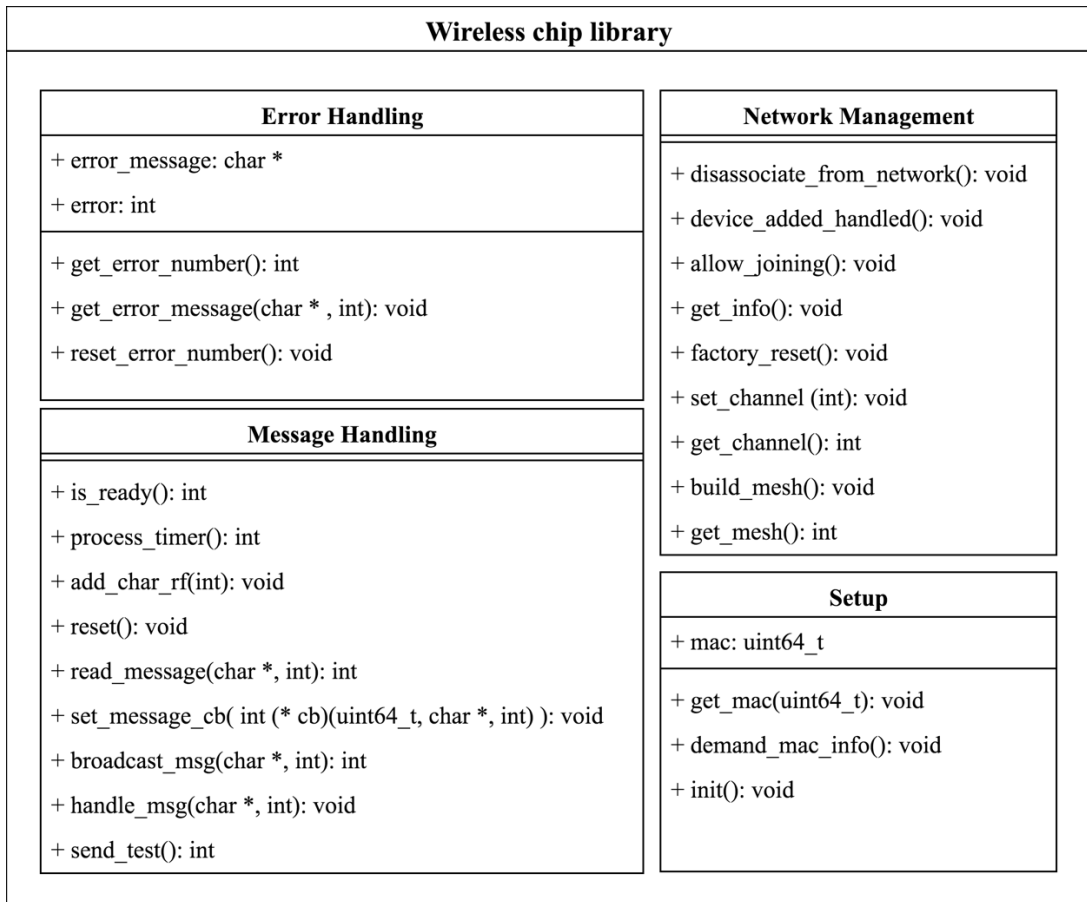 Wireless chip library
Error Handling
+ error_message: char *
+ error: int
+ get_error_number(): int
+ get_error_message(char * , int): void
+ reset_error_number(): void
Message Handling
+ is_ready(): int
+ process_timer(): int
+ add_char_rf(int): void
+ reset(): void
+ read_message(char *, int): int
+ set_message_cb( int (* cb)(uint64_t, char *, int) ): void
+ broadcast_msg(char *, int): int
+ handle_msg(char *, int): void
+ send_test(): int
Network Management
+ disassociate_from_network(): void
+ device_added_handled(): void
+ allow_joining(): void
+ get_info(): void
+ factory_reset(): void
+ set_channel (int): void
+ get_channel(): int
+ build_mesh(): void
+ get_mesh(): int
Setup
+ mac: uint64_t
+ get_mac(uint64_t): void
+ demand_mac_info(): void
+ init(): void